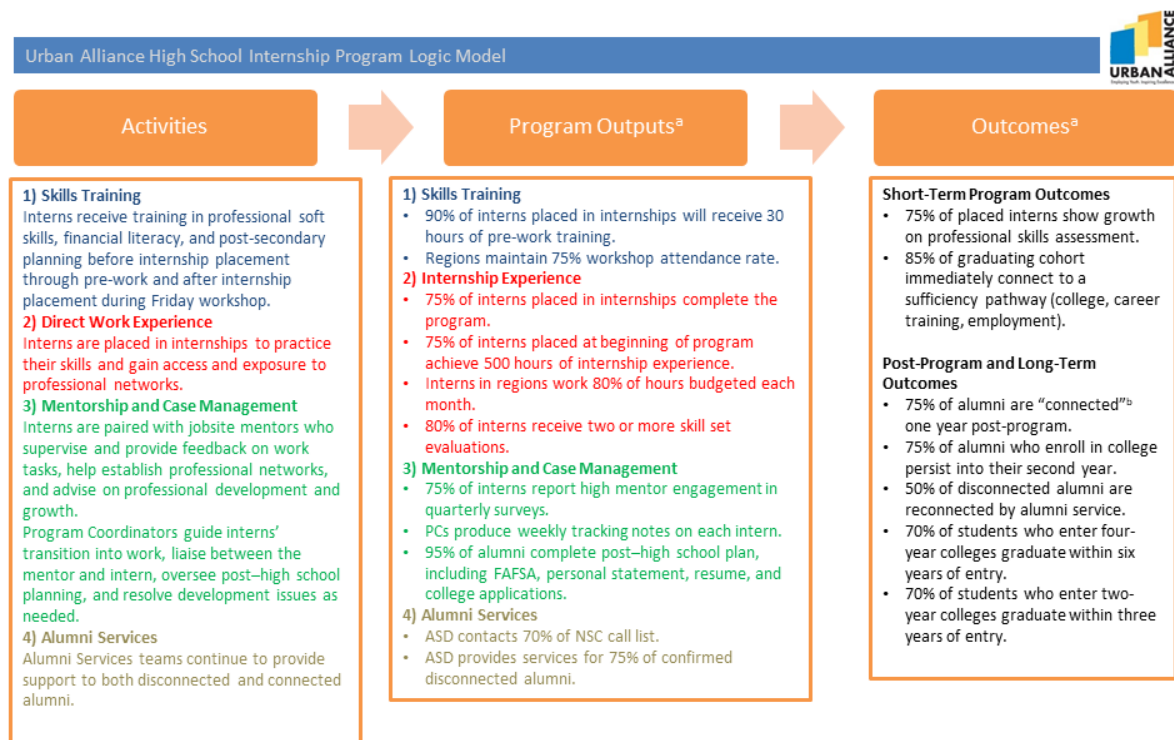 Urban Alliance High School Internship Program Logic Model
URBAN
ALLIANCE
Activities
Program Outputsᵃ
Outcomesᵃ
1) Skills Training
Interns receive training in professional soft
skills, financial literacy, and post-secondary
planning before internship placement
through pre-work and after internship
placement during Friday workshop.
2) Direct Work Experience
Interns are placed in internships to practice
their skills and gain access and exposure to
professional networks.
3) Mentorship and Case Management
Interns are paired with jobsite mentors who
supervise and provide feedback on work
tasks, help establish professional networks,
and advise on professional development and
growth.
Program Coordinators guide interns’
transition into work, liaise between the
mentor and intern, oversee post–high school
planning, and resolve development issues as
needed.
4) Alumni Services
Alumni Services teams continue to provide
support to both disconnected and connected
alumni.
1) Skills Training
• 90% of interns placed in internships will receive 30
hours of pre-work training.
• Regions maintain 75% workshop attendance rate.
2) Internship Experience
• 75% of interns placed in internships complete the
program.
• 75% of interns placed at beginning of program
achieve 500 hours of internship experience.
• Interns in regions work 80% of hours budgeted each
month.
• 80% of interns receive two or more skill set
evaluations.
3) Mentorship and Case Management
• 75% of interns report high mentor engagement in
quarterly surveys.
• PCs produce weekly tracking notes on each intern.
• 95% of alumni complete post–high school plan,
including FAFSA, personal statement, resume, and
college applications.
4) Alumni Services
• ASD contacts 70% of NSC call list.
• ASD provides services for 75% of confirmed
disconnected alumni.
Short-Term Program Outcomes
• 75% of placed interns show growth
on professional skills assessment.
• 85% of graduating cohort
immediately connect to a
sufficiency pathway (college, career
training, employment).
Post-Program and Long-Term
Outcomes
• 75% of alumni are “connected”ᵇ
one year post-program.
• 75% of alumni who enroll in college
persist into their second year.
• 50% of disconnected alumni are
reconnected by alumni service.
• 70% of students who enter four-
year colleges graduate within six
years of entry.
• 70% of students who enter two-
year colleges graduate within three
years of entry.